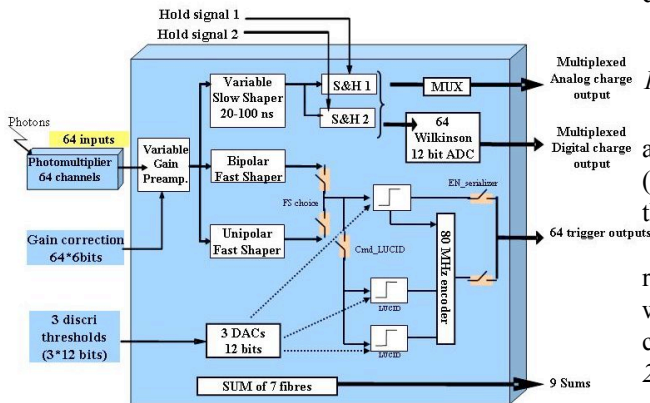 Hold signal 1
Hold signal 2
Photons
64 inputs
Photomultiplier
64 channels
Variable
Gain
Preamp.
Gain correction
64*6bits
3 discri
thresholds
(3*12 bits)
Variable
Slow Shaper
20-100 ns
S&H 1
S&H 2
MUX
64
Wilkinson
12 bit ADC
Bipolar
Fast Shaper
FS choice
Unipolar
Fast Shaper
Cmd_LUCID
LUCID
LUCID
80 MHz encoder
EN_serializer
3 DACs
12 bits
SUM of 7 fibres
Multiplexed
Analog charge
output
Multiplexed
Digital charge
output
64 trigger outputs
9 Sums
a
(
t
r
v
c
2